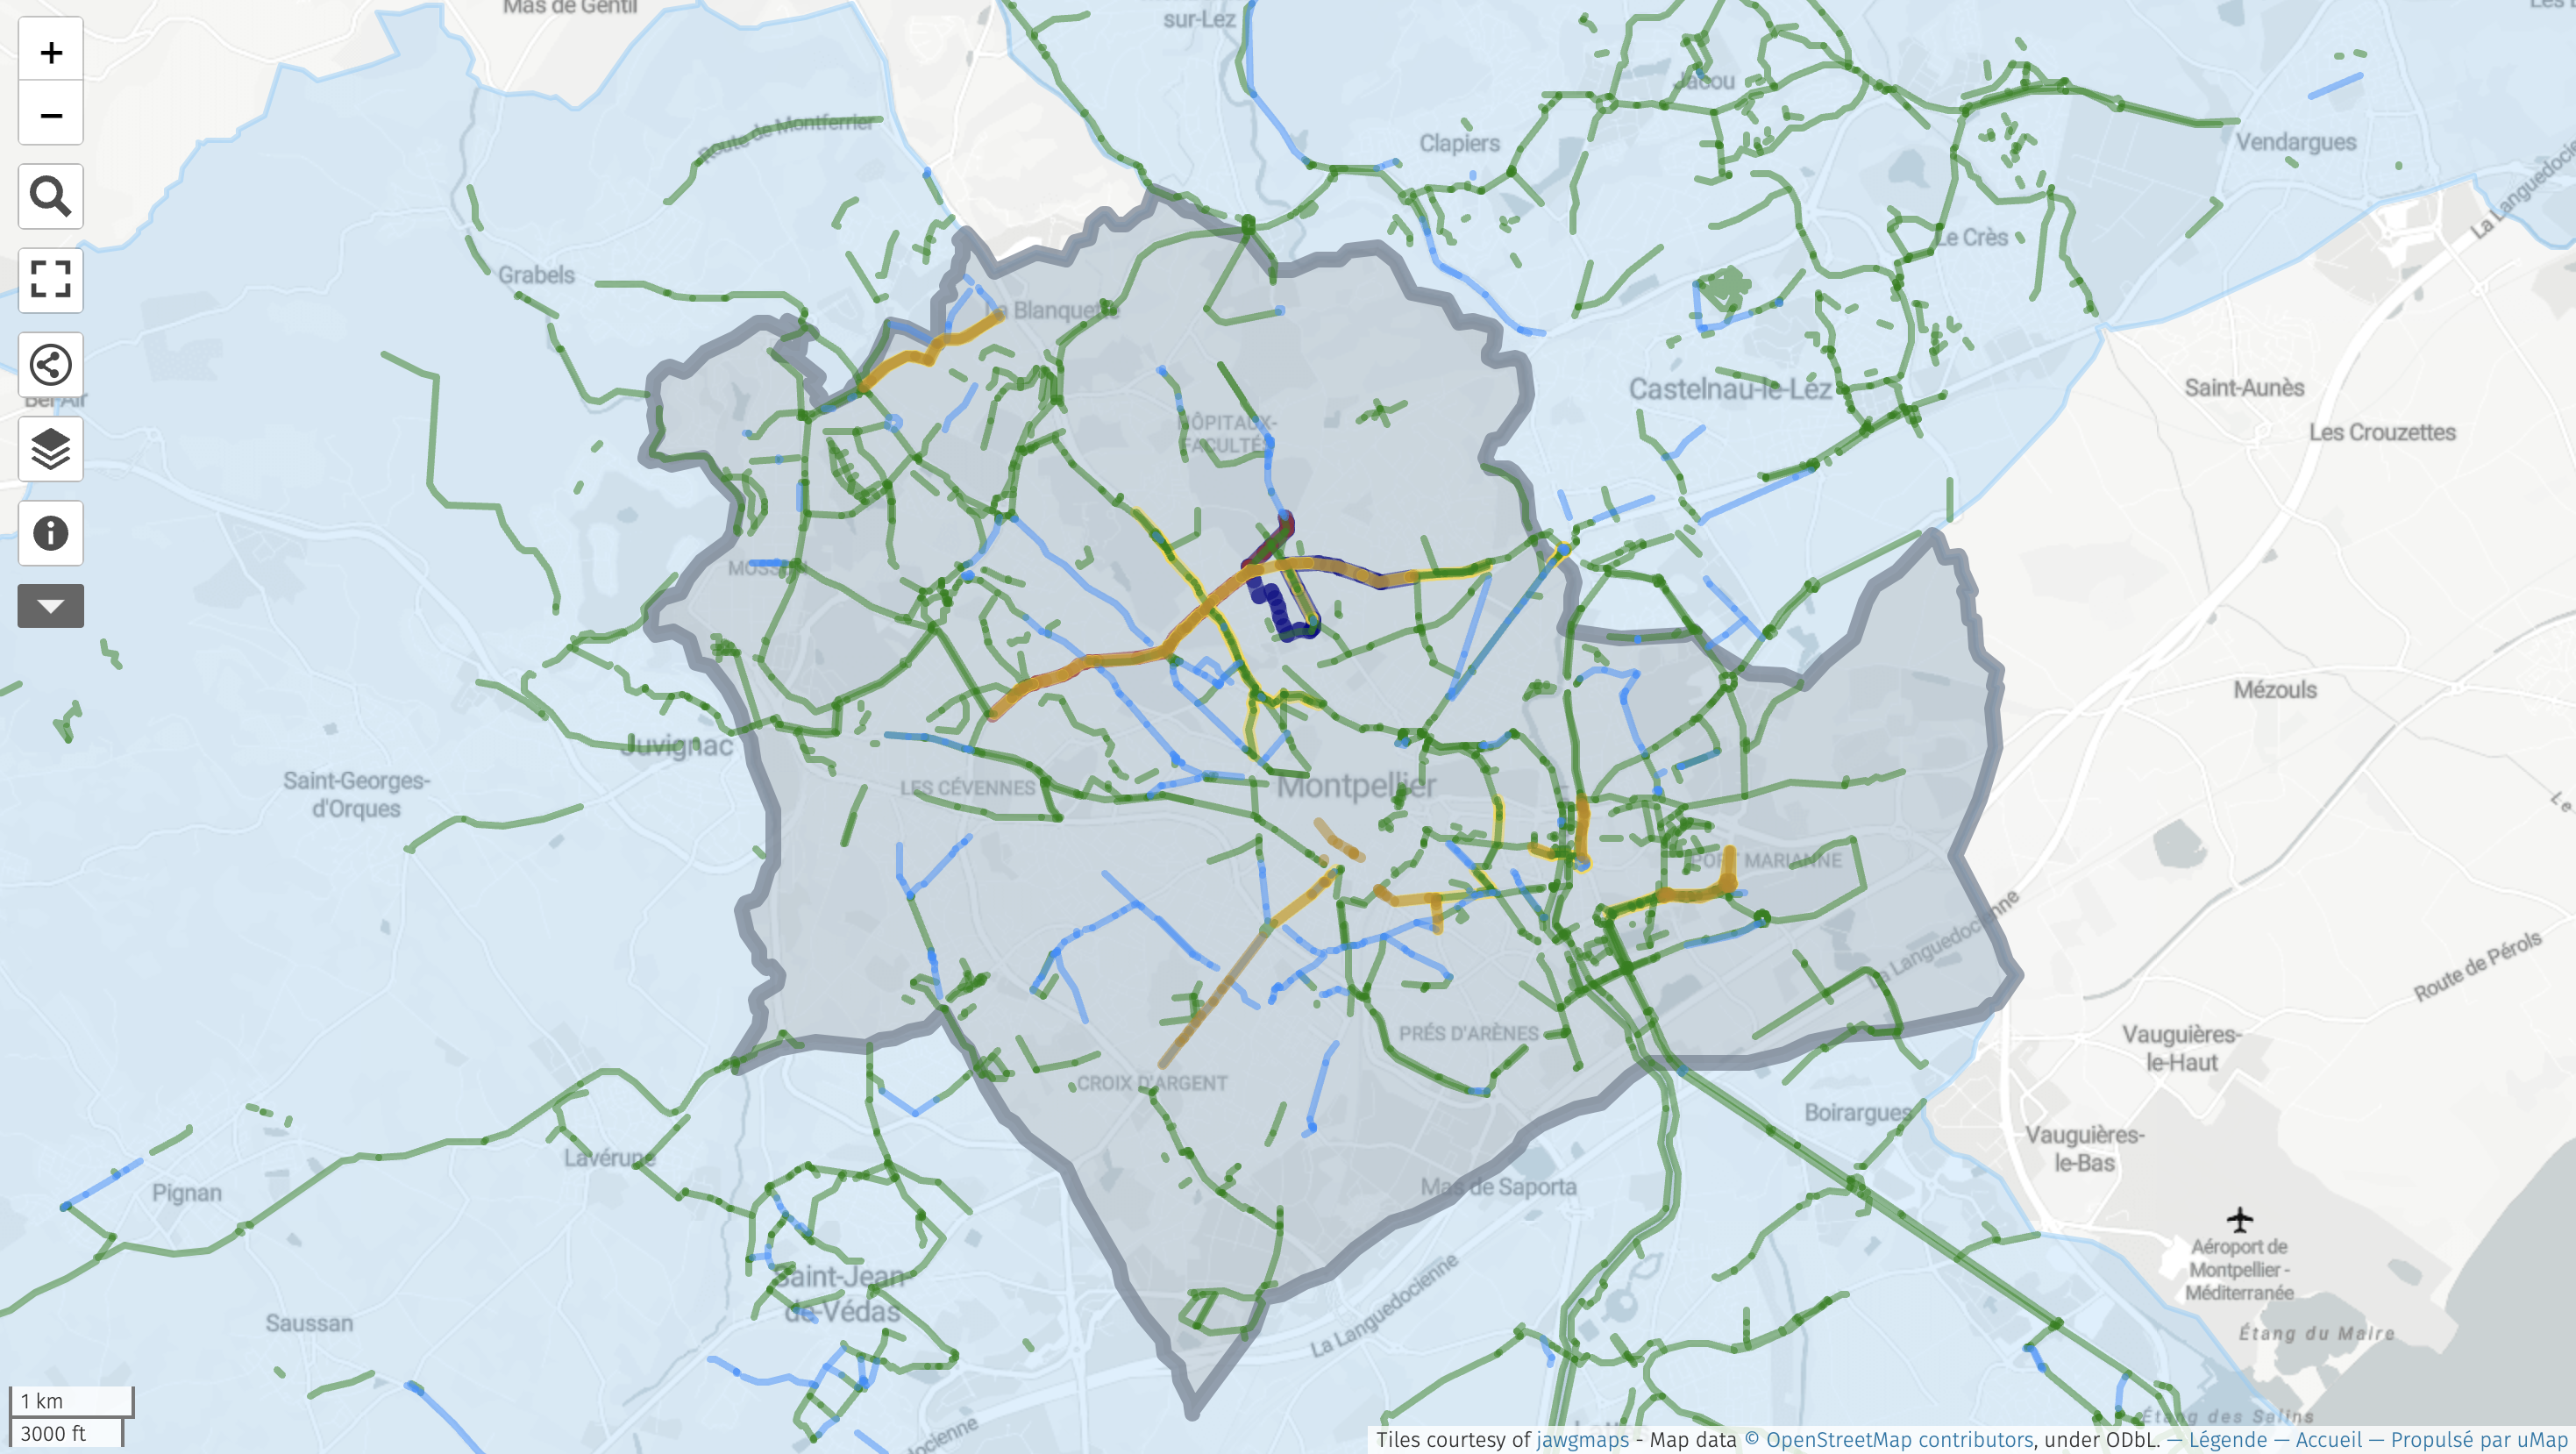 Mas de Gentil
sur-Lez
+
−
Jacou
Route de Montferrier
Clapiers
Vendargues
La Languedocie
Le Crès
Grabels
La Blanquette
Castelnau-le-Lez
Saint-Aunès
Bel-Air
HÔPITAUX-
FACULTÉS
Les Crouzettes
MOSSON
Mézouls
Juvignac
Saint-Georges-
d'Orques
LES CÉVENNES
Montpellier
Le
PORT MARIANNE
La Languedocienne
Route de Pérols
PRÉS D'ARÈNES
Vauguières-
le-Haut
CROIX D'ARGENT
Boirargues
Vauguières-
le-Bas
Lavérune
Pignan
Mas de Saporta
Aéroport de
Montpellier -
Méditerranée
Saint-Jean-
de-Védas
La Languedocienne
Saussan
Étang du Maire
1 km
3000 ft
docienne
Étang des Salins
Tiles courtesy of jawgmaps - Map data © OpenStreetMap contributors, under ODbL. — Légende — Accueil — Propulsé par uMap